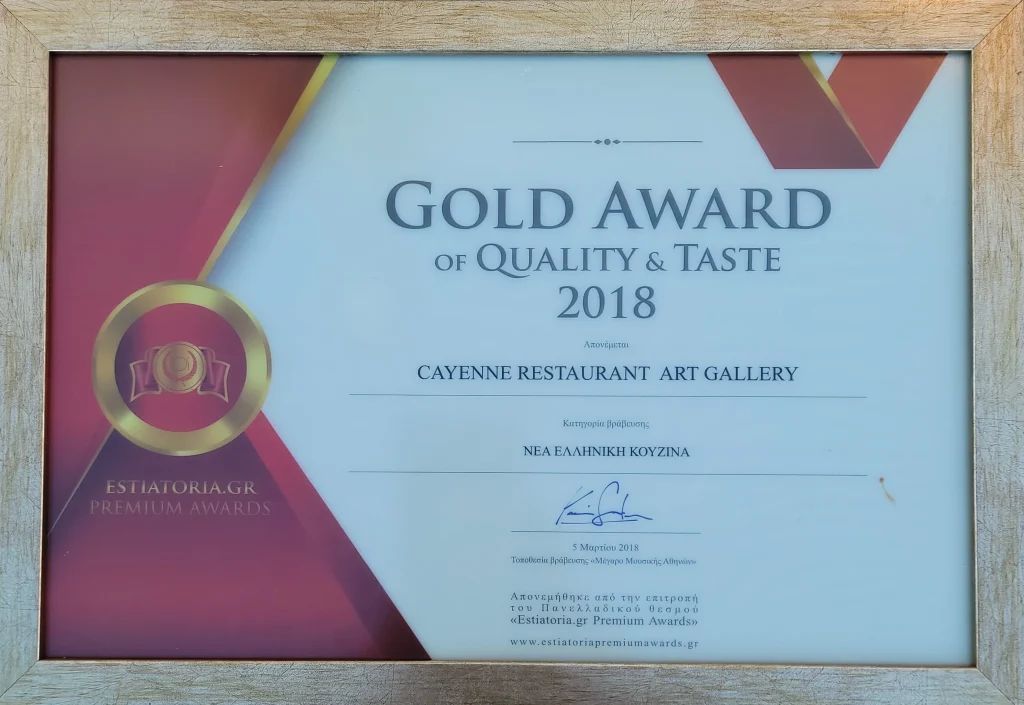 GOLD AWARD
OF QUALITY & TASTE
2018
Απονέμεται
CAYENNE RESTAURANT ART GALLERY
Κατηγορία βράβευσης
ΝΕΑ ΕΛΛΗΝΙΚΗ ΚΟΥΖΙΝΑ
5 Μαρτίου 2018
Τοποθεσία βράβευσης «Μέγαρο Μουσικής Αθηνών»
Απονεμήθηκε από την επιτροπή
του Πανελλαδικού θεσμού
«Estiatoria.gr Premium Awards»
www.estiatoriapremiumawards.gr
ESTIATORIA.GR
PREMIUM AWARDS